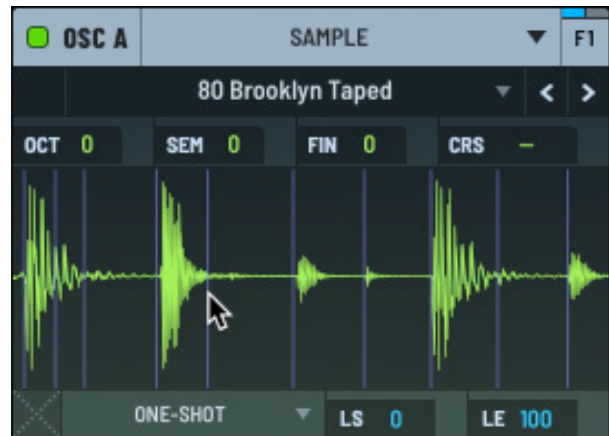 OSC A SAMPLE F1
80 Brooklyn Taped
OCT 0 SEM 0 FIN 0 CRS –
ONE-SHOT LS 0 LE 100